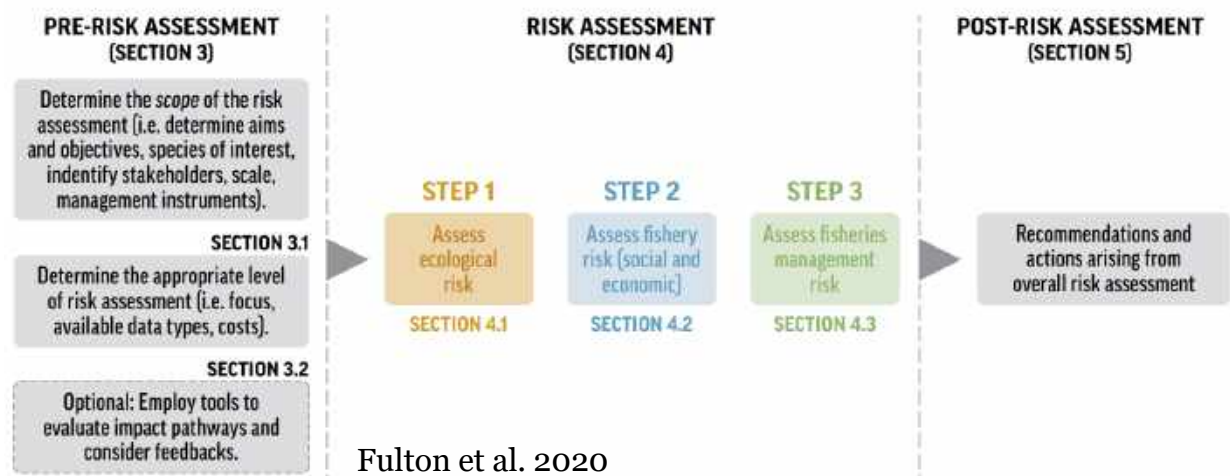 PRE-RISK ASSESSMENT
(SECTION 3)
Determine the scope of the risk
assessment (i.e. determine aims
and objectives, species of interest,
indentify stakeholders, scale,
management instruments).
SECTION 3.1
Determine the appropriate level
of risk assessment (i.e. focus,
available data types, costs).
SECTION 3.2
Optional: Employ tools to
evaluate impact pathways and
consider feedbacks.
RISK ASSESSMENT
(SECTION 4)
STEP 1
Assess
ecological
risk
SECTION 4.1
STEP 2
Assess fishery
risk (social and
economic)
SECTION 4.2
STEP 3
Assess fisheries
management
risk
SECTION 4.3
POST-RISK ASSESSMENT
(SECTION 5)
Recommendations and
actions arising from
overall risk assessment
Fulton et al. 2020